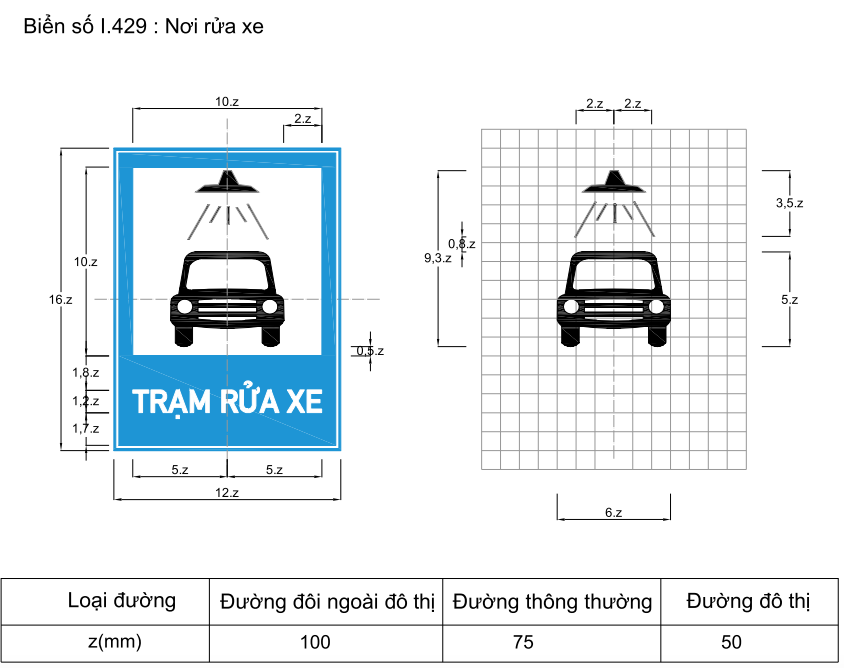 Biển số I.429 : Nơi rửa xe
10.z
2.z
2.z 2.z
3,5.z
0,8.z
9,3.z
10.z
16.z
5.z
0,5.z
1,8.z
1,2.z
TRẠM RỬA XE
1,7.z
5.z 5.z
12.z
6.z
Loại đường Đường đôi ngoài đô thị Đường thông thường Đường đô thị
z(mm) 100 75 50